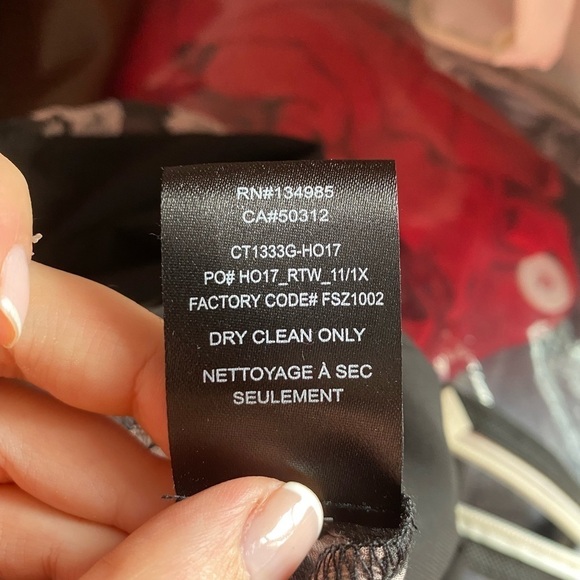 RN#134985
CA#50312
CT1333G-HO17
PO# HO17_RTW_11/1X
FACTORY CODE# FSZ1002
DRY CLEAN ONLY
NETTOYAGE À SEC
SEULEMENT